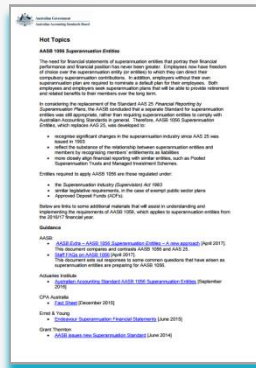 Australian Government
Australian Accounting Standards Board
Hot Topics
AASB 1056 Superannuation Entities
The need for financial statements of superannuation entities that portray their financial
performance and financial position has never been greater. Employees now have freedom
of choice over the superannuation entity (or entities) to which they can direct their
compulsory superannuation contributions. In addition, employers without their own
superannuation plan are required to nominate a default plan for their employees. Both
employees and employers seek superannuation plans that will be able to provide retirement
and related benefits to their members over the long term.
In considering the replacement of the Standard AAS 25 Financial Reporting by
Superannuation Plans, the AASB concluded that a separate Standard for superannuation
entities was still appropriate, rather than requiring superannuation entities to comply with
Australian Accounting Standards in general. Therefore, AASB 1056 Superannuation
Entities, which replaces AAS 25, was developed to:
• recognise significant changes in the superannuation industry since AAS 25 was
issued in 1993
• reflect the substance of the relationship between superannuation entities and
members by recognising members' entitlements as liabilities
• more closely align financial reporting with similar entities, such as Pooled
Superannuation Trusts and Managed Investment Schemes.
Entities required to apply AASB 1056 are those regulated under:
• the Superannuation Industry (Supervision) Act 1993
• similar legislative requirements, in the case of exempt public sector plans
• Approved Deposit Funds (ADFs).
Below are links to some additional materials that will assist in understanding and
implementing the requirements of AASB 1056, which applies to superannuation entities from
the 2016/17 financial year.
Guidance
AASB:
• AASB Extra – AASB 1056 Superannuation Entities – A new approach [April 2017].
This document compares and contrasts AASB 1056 and AAS 25.
• Staff FAQs on AASB 1056 [April 2017].
This document sets out responses to some common questions that have arisen as
superannuation entities are preparing for AASB 1056.
Actuaries Institute
• Australian Accounting Standard AASB 1056 Superannuation Entities [September
2016]
CPA Australia
• Fact Sheet [December 2015]
Ernst & Young
• Endeavour Superannuation Financial Statements [June 2015]
Grant Thornton
• AASB issues new Superannuation Standard [June 2014]